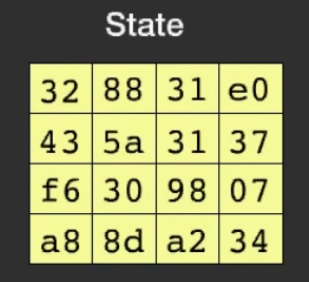 State
32 88 31 e0
43 5a 31 37
f6 30 98 07
a8 8d a2 34